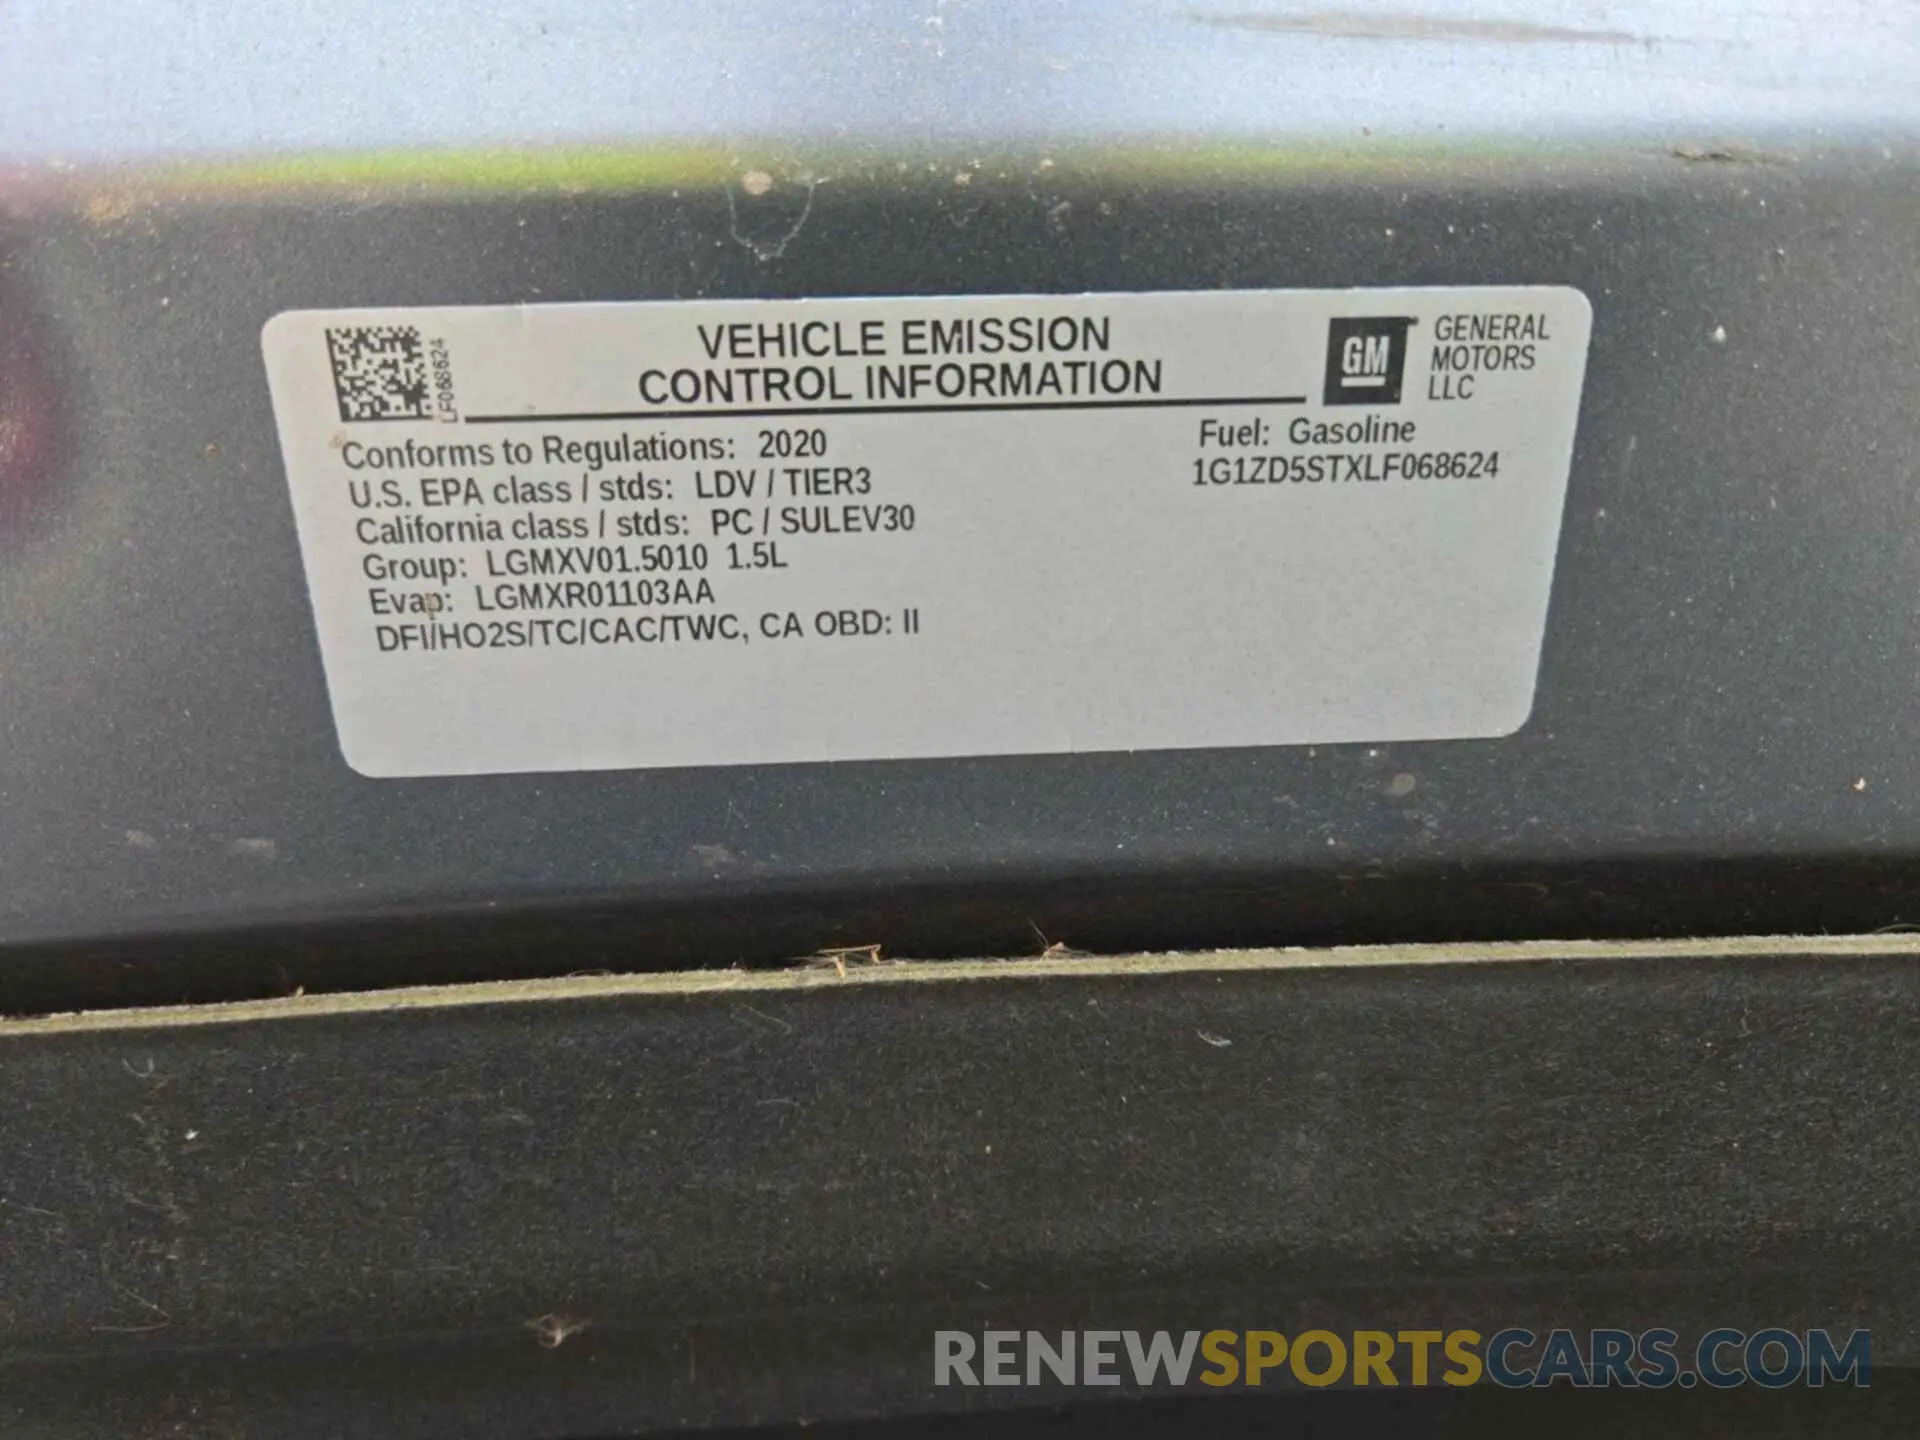 LF068624
VEHICLE EMISSION
CONTROL INFORMATION
GM
GENERAL
MOTORS
LLC
Conforms to Regulations: 2020
U.S. EPA class / stds: LDV / TIER3
California class / stds: PC / SULEV30
Group: LGMXV01.5010 1.5L
Evap: LGMXR01103AA
DFI/HO2S/TC/CAC/TWC, CA OBD: II
Fuel: Gasoline
1G1ZD5STXLF068624
RENEWSPORTSCARS.COM